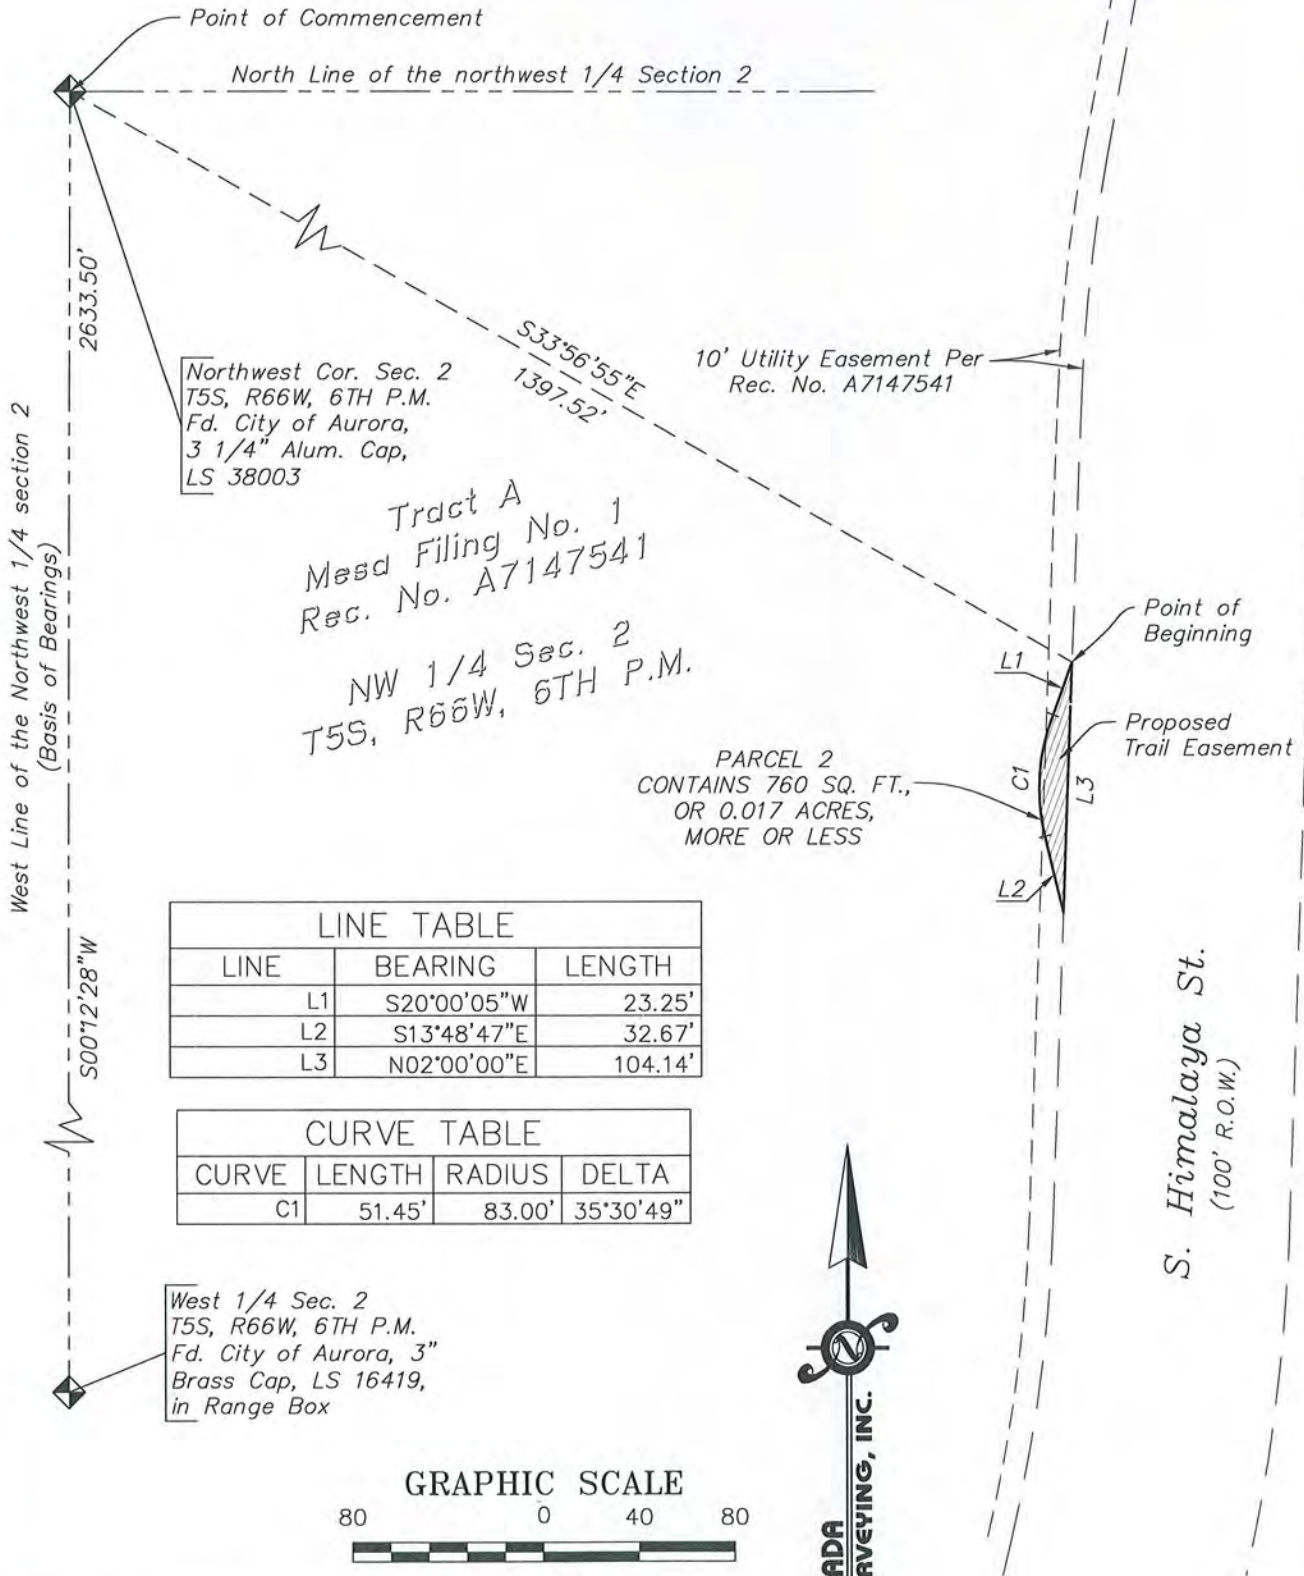 Point of Commencement
North Line of the northwest 1/4 Section 2
2633.50'
West Line of the Northwest 1/4 section 2
(Basis of Bearings)
S00°12'28"W
Northwest Cor. Sec. 2
T5S, R66W, 6TH P.M.
Fd. City of Aurora,
3 1/4" Alum. Cap,
LS 38003
S33°56'55"E
1397.52'
10' Utility Easement Per
Rec. No. A7147541
Tract A
Mesa Filing No. 1
Rec. No. A7147541
NW 1/4 Sec. 2
T5S, R66W, 6TH P.M.
Point of
Beginning
L1
Proposed
Trail Easement
C1
L3
PARCEL 2
CONTAINS 760 SQ. FT.,
OR 0.017 ACRES,
MORE OR LESS
L2
LINE TABLE
LINE BEARING LENGTH
L1 S20°00'05"W 23.25'
L2 S13°48'47"E 32.67'
L3 N02°00'00"E 104.14'
CURVE TABLE
CURVE LENGTH RADIUS DELTA
C1 51.45' 83.00' 35°30'49"
S. Himalaya St.
(100' R.O.W.)
West 1/4 Sec. 2
T5S, R66W, 6TH P.M.
Fd. City of Aurora, 3"
Brass Cap, LS 16419,
in Range Box
N
ADA
RVEYING, INC.
GRAPHIC SCALE
80 0 40 80